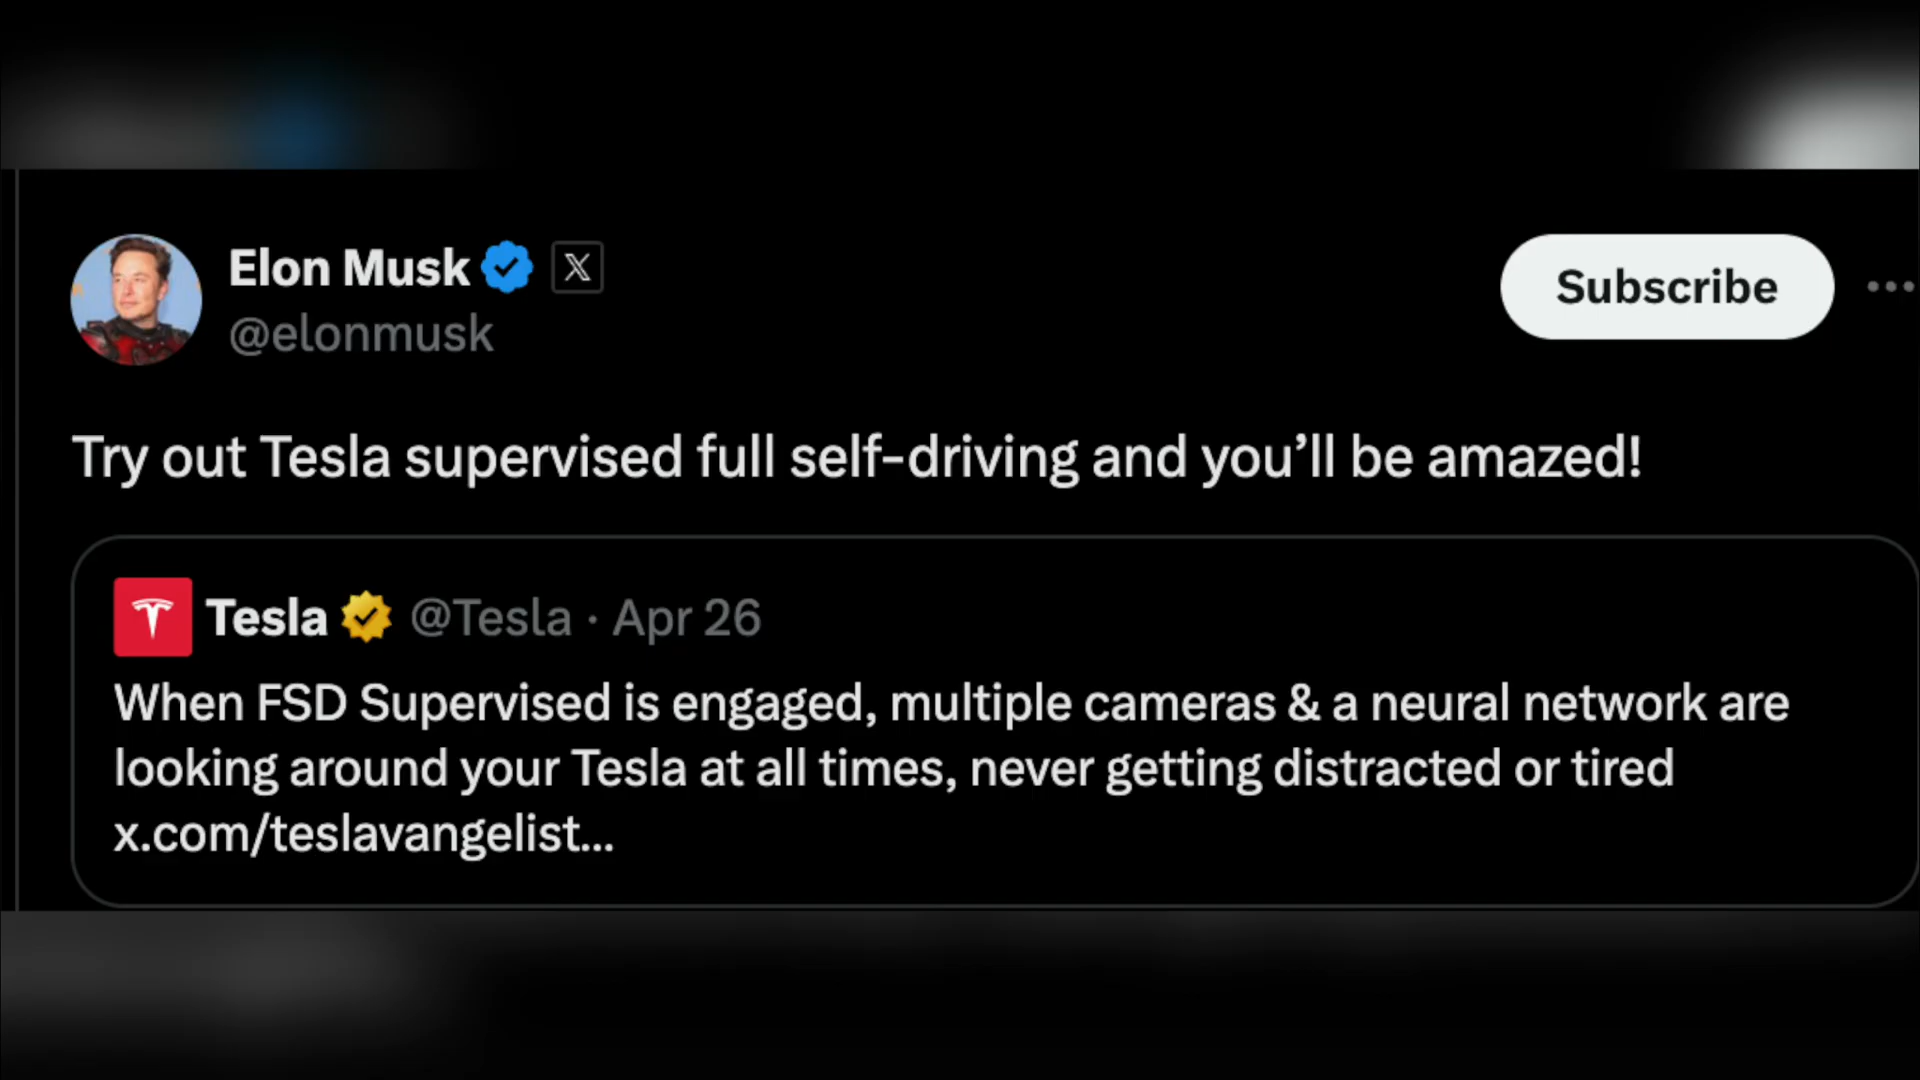 Elon Musk
@elonmusk
Subscribe
Try out Tesla supervised full self-driving and you’ll be amazed!
Tesla @Tesla · Apr 26
When FSD Supervised is engaged, multiple cameras & a neural network are
looking around your Tesla at all times, never getting distracted or tired
x.com/teslavangelist…